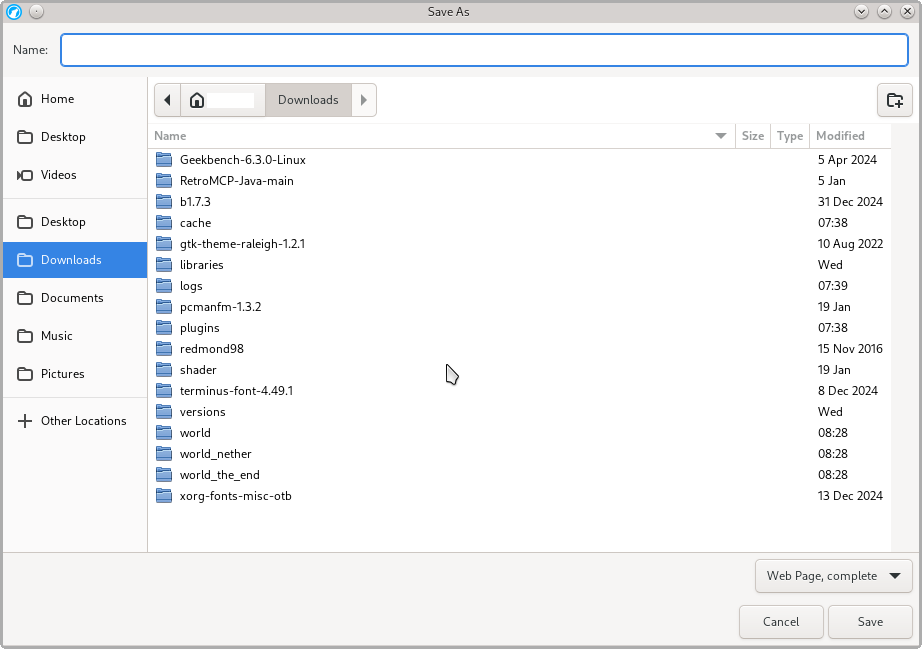 Save As
Name:
Home
Desktop
Videos
Desktop
Downloads
Documents
Music
Pictures
Other Locations
Downloads
Name Size Type Modified
Geekbench-6.3.0-Linux 5 Apr 2024
RetroMCP-Java-main 5 Jan
b1.7.3 31 Dec 2024
cache 07:38
gtk-theme-raleigh-1.2.1 10 Aug 2022
libraries Wed
logs 07:39
pcmanfm-1.3.2 19 Jan
plugins 07:38
redmond98 15 Nov 2016
shader 19 Jan
terminus-font-4.49.1 8 Dec 2024
versions Wed
world 08:28
world_nether 08:28
world_the_end 08:28
xorg-fonts-misc-otb 13 Dec 2024
Web Page, complete
Cancel Save